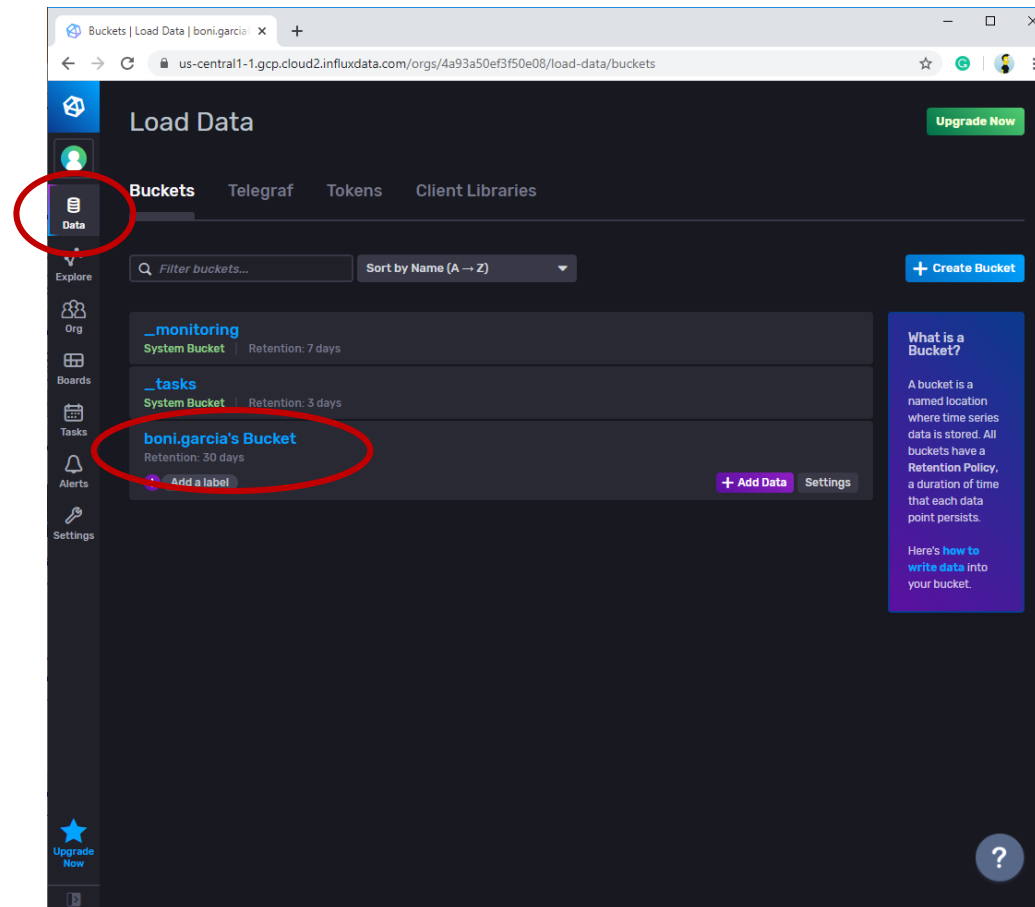 Buckets | Load Data | boni.garcia
us-central1-1.gcp.cloud2.influxdata.com/orgs/4a93a50ef3f50e08/load-data/buckets
Load Data
Upgrade Now
Buckets Telegraf Tokens Client Libraries
Data
Explore
Org
Boards
Tasks
Alerts
Settings
Upgrade
Now
Filter buckets...
Sort by Name (A → Z)
+ Create Bucket
_monitoring
System Bucket Retention: 7 days
_tasks
System Bucket Retention: 3 days
boni.garcia's Bucket
Retention: 30 days
Add a label
+ Add Data Settings
What is a
Bucket?
A bucket is a
named location
where time series
data is stored. All
buckets have a
Retention Policy,
a duration of time
that each data
point persists.
Here's how to
write data into
your bucket.
?